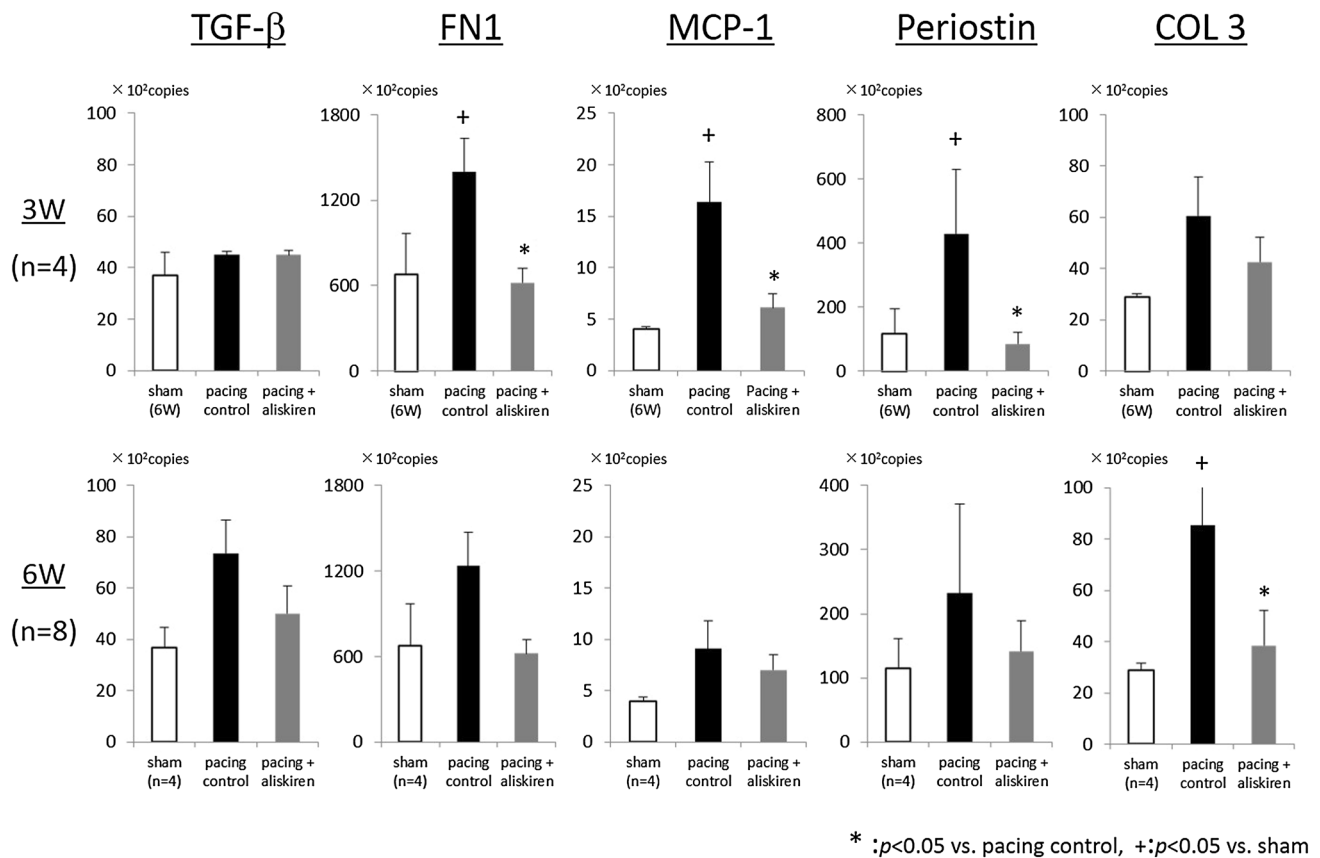 TGF-β FN1 MCP-1 Periostin COL 3
×10²copies ×10²copies ×10²copies ×10²copies ×10²copies
3W
(n=4)
100
80
60
40
20
0
sham pacing pacing +
(6W) control aliskiren
1800
1200
600
0
+
*
sham pacing pacing +
(6W) control aliskiren
25
20
15
10
5
0
+
*
sham pacing Pacing +
(6W) control aliskiren
800
600
400
200
0
+
*
sham pacing pacing +
(6W) control aliskiren
100
80
60
40
20
0
sham pacing pacing +
(6W) control aliskiren
×10²copies ×10²copies ×10²copies ×10²copies ×10²copies
6W
(n=8)
100
80
60
40
20
0
sham pacing pacing +
(n=4) control aliskiren
1800
1200
600
0
sham pacing pacing +
(n=4) control aliskiren
25
20
15
10
5
0
sham pacing pacing +
(n=4) control aliskiren
400
300
200
100
0
sham pacing pacing +
(n=4) control aliskiren
100
80
60
40
20
0
+
*
sham pacing pacing +
(n=4) control aliskiren
* :p<0.05 vs. pacing control, +:p<0.05 vs. sham